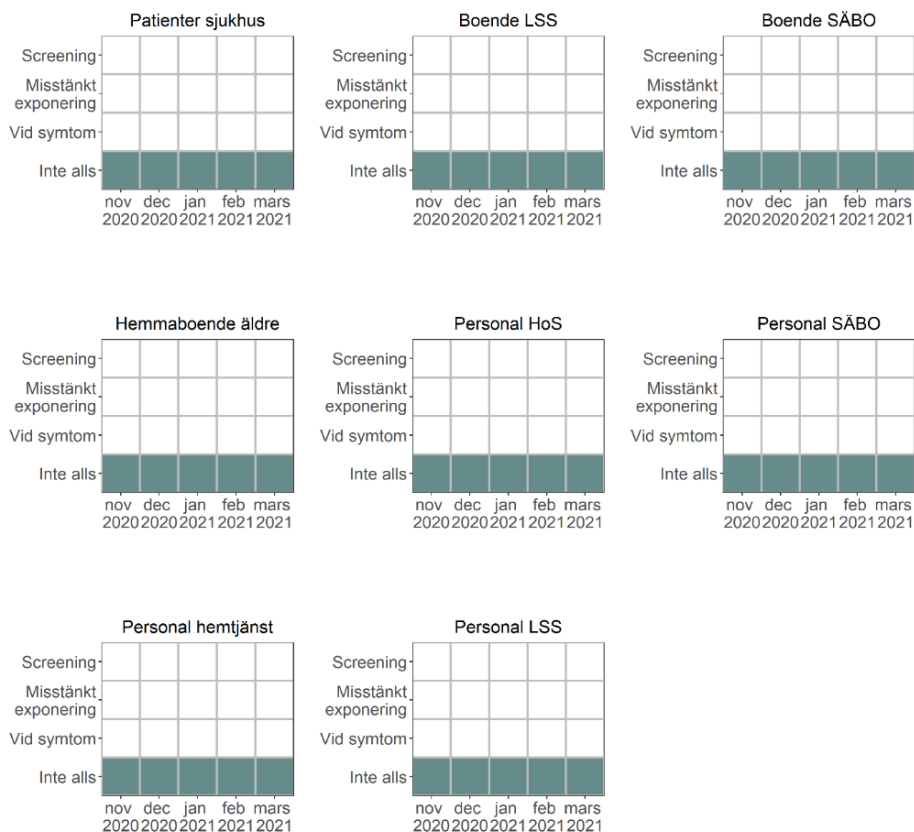 Patienter sjukhus
Screening
Misstänkt
exponering
Vid symtom
Inte alls
nov dec jan feb mars
2020 2020 2021 2021 2021
Boende LSS
Screening
Misstänkt
exponering
Vid symtom
Inte alls
nov dec jan feb mars
2020 2020 2021 2021 2021
Boende SÄBO
Screening
Misstänkt
exponering
Vid symtom
Inte alls
nov dec jan feb mars
2020 2020 2021 2021 2021
Hemmaboende äldre
Screening
Misstänkt
exponering
Vid symtom
Inte alls
nov dec jan feb mars
2020 2020 2021 2021 2021
Personal HoS
Screening
Misstänkt
exponering
Vid symtom
Inte alls
nov dec jan feb mars
2020 2020 2021 2021 2021
Personal SÄBO
Screening
Misstänkt
exponering
Vid symtom
Inte alls
nov dec jan feb mars
2020 2020 2021 2021 2021
Personal hemtjänst
Screening
Misstänkt
exponering
Vid symtom
Inte alls
nov dec jan feb mars
2020 2020 2021 2021 2021
Personal LSS
Screening
Misstänkt
exponering
Vid symtom
Inte alls
nov dec jan feb mars
2020 2020 2021 2021 2021